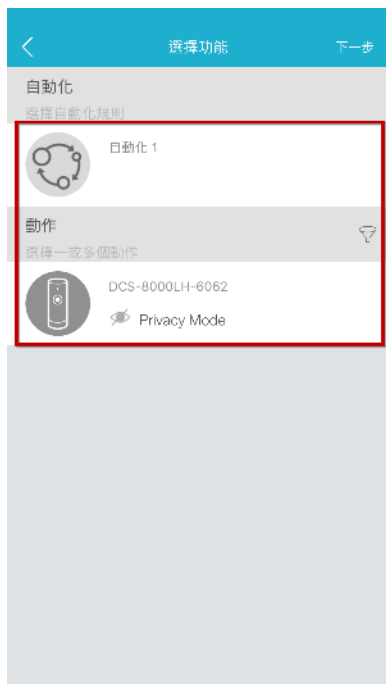 選擇功能 下一步
自動化
選擇自動化規則
自動化 1
動作
選擇一或多個動作
DCS-8000LH-6062
Privacy Mode